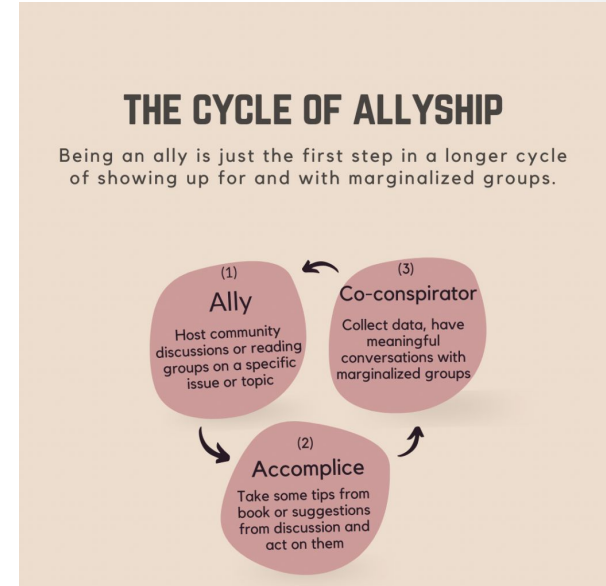 THE CYCLE OF ALLYSHIP
Being an ally is just the first step in a longer cycle
of showing up for and with marginalized groups.
(1)
Ally
Host community
discussions or reading
groups on a specific
issue or topic
(2)
Accomplice
Take some tips from
book or suggestions
from discussion and
act on them
(3)
Co-conspirator
Collect data, have
meaningful
conversations with
marginalized groups